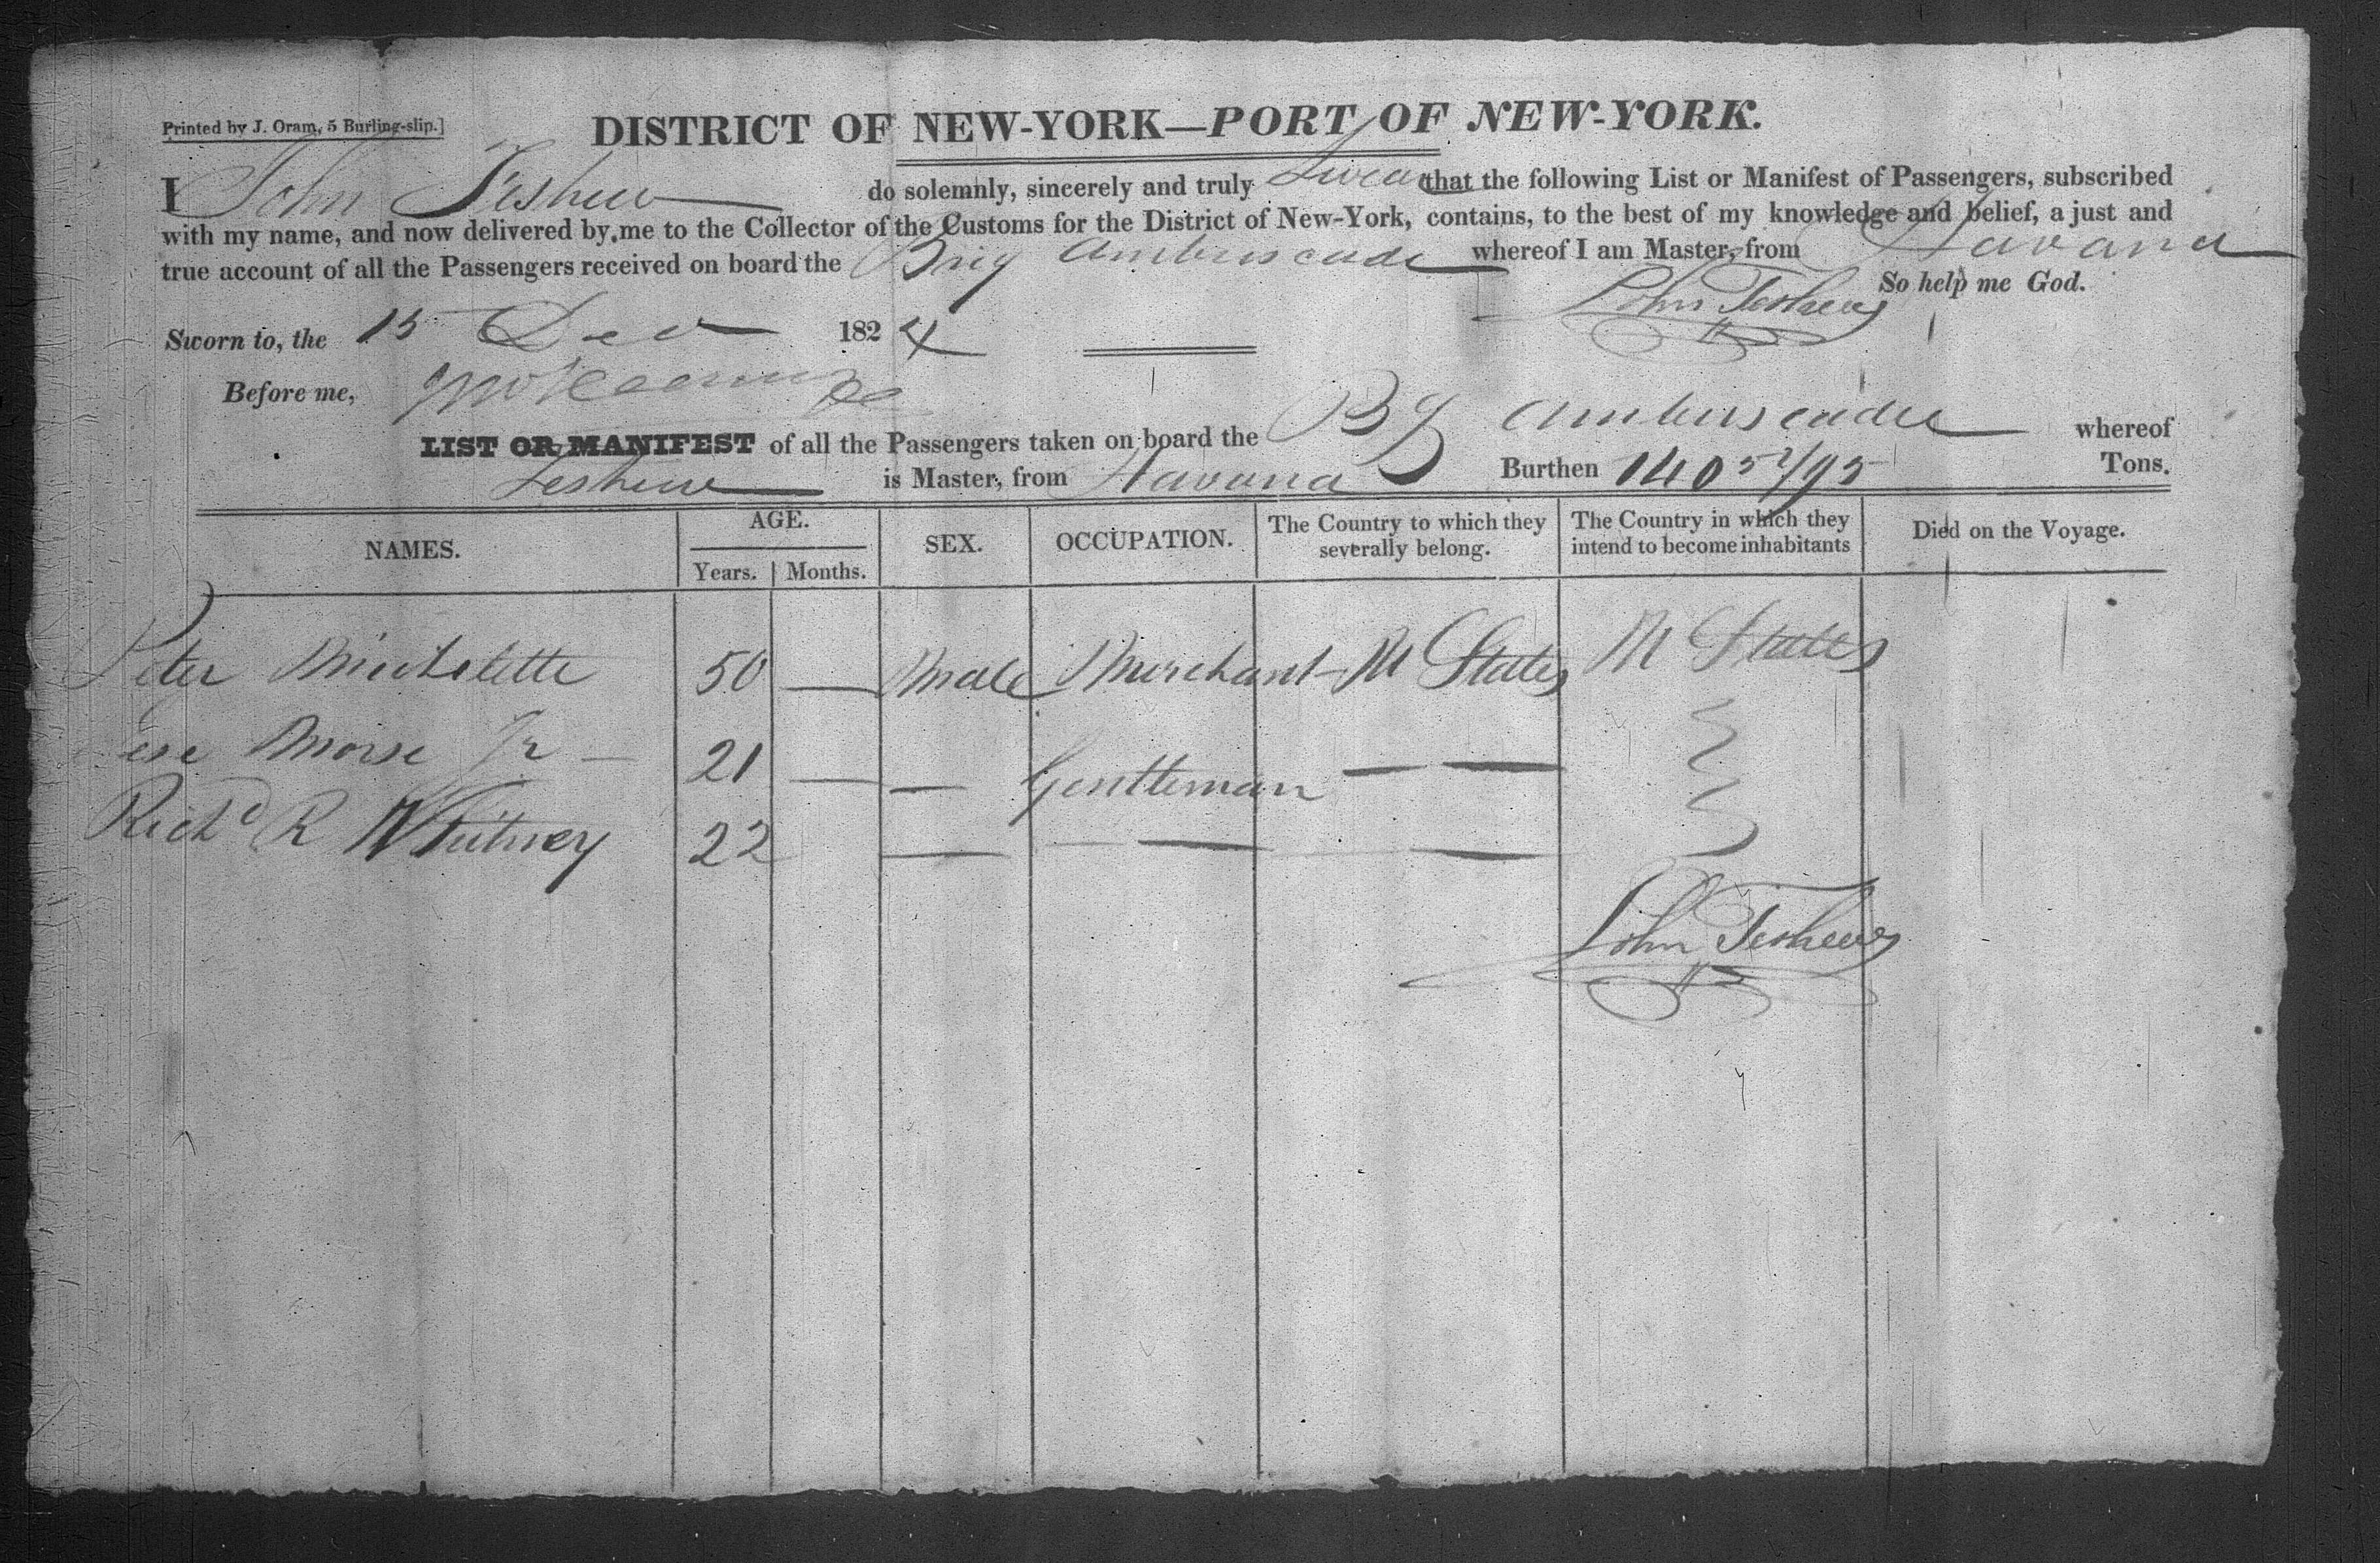 Printed by J. Oram, 5 Burling-slip.]
DISTRICT OF NEW-YORK—PORT OF NEW-YORK.
I John Teshew do solemnly, sincerely and truly Swear that the following List or Manifest of Passengers, subscribed
with my name, and now delivered by me to the Collector of the Customs for the District of New-York, contains, to the best of my knowledge and belief, a just and
true account of all the Passengers received on board the Brig Ambuscade whereof I am Master, from Havana
So help me God.
John Teshew
Sworn to, the 15 Dec 1824
Before me,
LIST OR MANIFEST of all the Passengers taken on board the Bg Ambuscade whereof
Teshew is Master, from Havana Burthen 140 5/95 Tons.
NAMES. AGE. Years. Months. SEX. OCCUPATION. The Country to which they severally belong. The Country in which they intend to become inhabitants Died on the Voyage.
Peter Michelette 50 — Male Merchant U States U States
Morse Jr — 21 — — Gentleman — —
Richd R Whitney 22 — — — — —
John Teshew